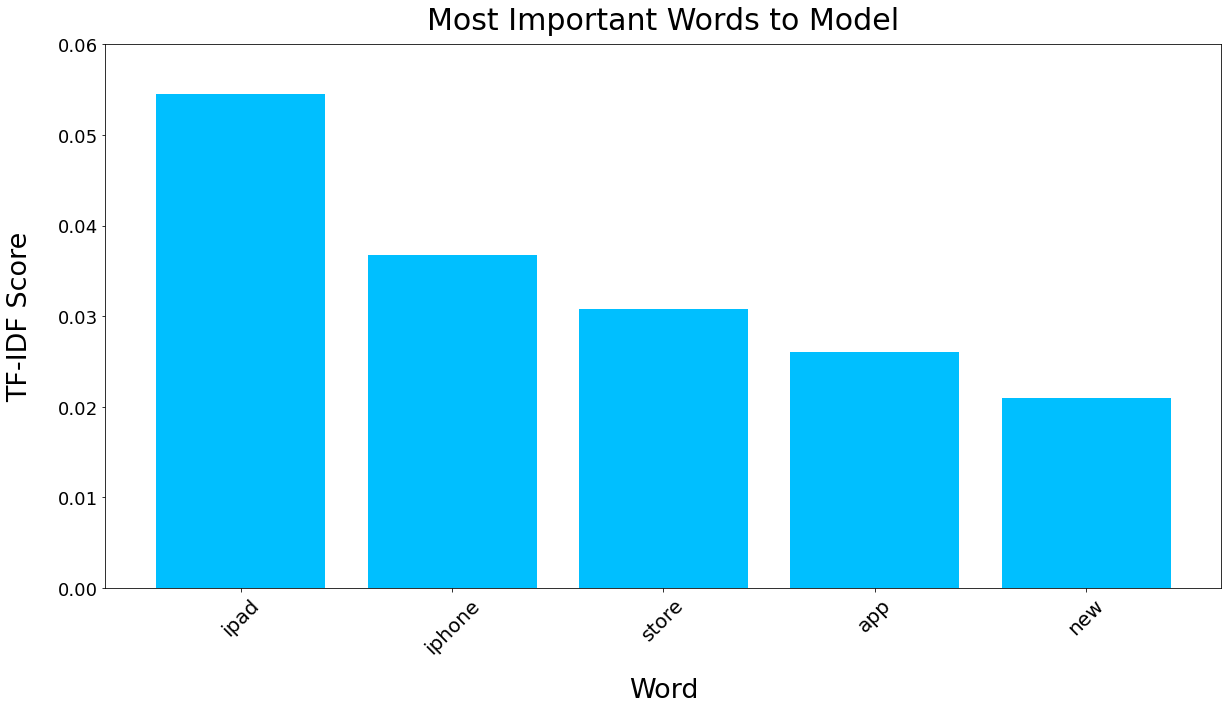 Most Important Words to Model
TF-IDF Score
0.06
0.05
0.04
0.03
0.02
0.01
0.00
ipad
iphone
store
app
new
Word